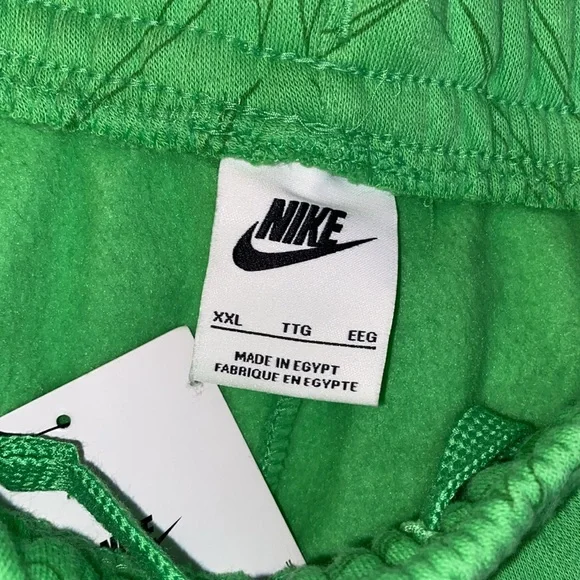 NIKE
XXL TTG EEG
MADE IN EGYPT
FABRIQUE EN EGYPTE